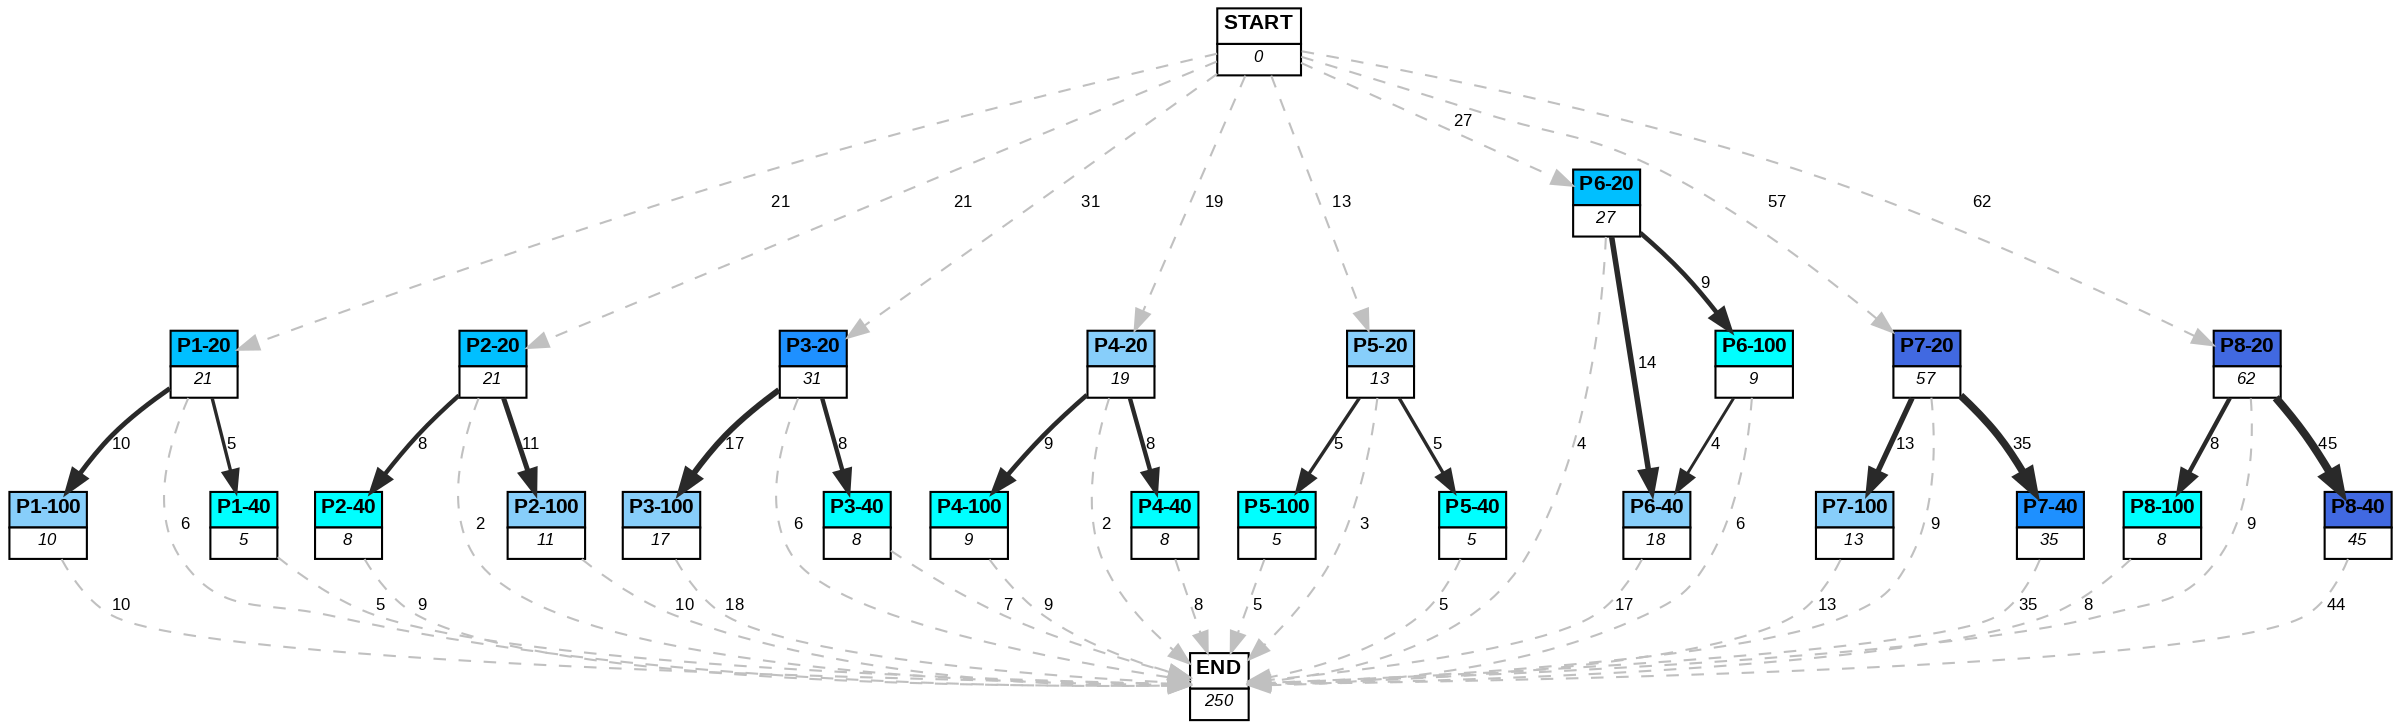 START
0
27
P6-20
27
21
21
31
19
13
57
62
9
P1-20
21
P2-20
21
P3-20
31
P4-20
19
P5-20
13
14
P6-100
9
P7-20
57
P8-20
62
10
5
8
11
17
8
9
8
5
5
4
4
13
35
8
45
P1-100
10
6
P1-40
5
P2-40
8
2
P2-100
11
P3-100
17
6
P3-40
8
P4-100
9
2
P4-40
8
P5-100
5
3
P5-40
5
P6-40
18
6
P7-100
13
9
P7-40
35
P8-100
8
9
P8-40
45
10
5
9
10
18
7
9
8
5
5
17
13
35
8
44
END
250